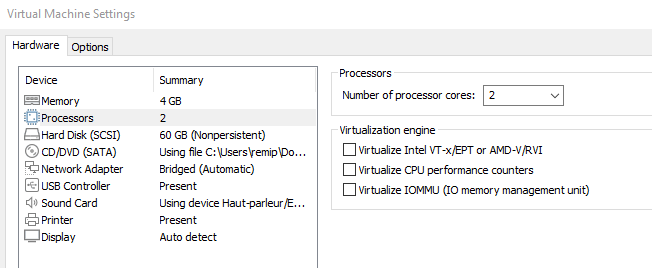 Virtual Machine Settings
Hardware Options
Device Summary
Memory 4 GB
Processors 2
Hard Disk (SCSI) 60 GB (Nonpersistent)
CD/DVD (SATA) Using file C:\Users\remip\Do...
Network Adapter Bridged (Automatic)
USB Controller Present
Sound Card Using device Haut-parleur/E...
Printer Present
Display Auto detect
Processors
Number of processor cores: 2
Virtualization engine
Virtualize Intel VT-x/EPT or AMD-V/RVI
Virtualize CPU performance counters
Virtualize IOMMU (IO memory management unit)